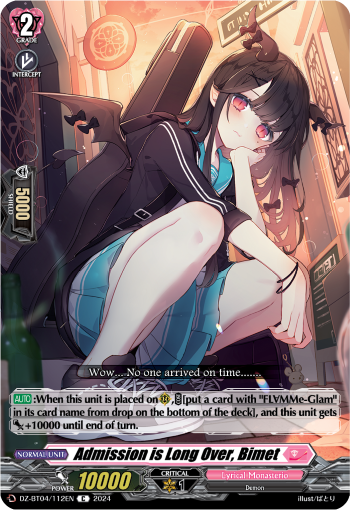 2
GRADE
INTERCEPT
5000
SHIELD
Wow... No one arrived on time.......
AUTO :When this unit is placed on , [put a card with "FLVMMe-Glam"
in its card name from drop on the bottom of the deck], and this unit gets
+10000 until end of turn.
NORMAL UNIT
Admission is Long Over, Bimet
POWER
10000
CRITICAL
1
Lyrical Monasterio
Demon
DZ-BT04/112EN C 2024
illust/ぱとり